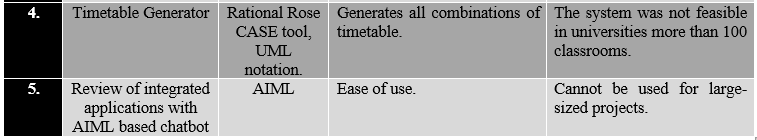 4. Timetable Generator Rational Rose Generates all combinations of The system was not feasible
CASE tool, timetable. in universities more than 100
UML classrooms.
notation.
5. Review of integrated AIML Ease of use. Cannot be used for large-
applications with sized projects.
AIML based chatbot